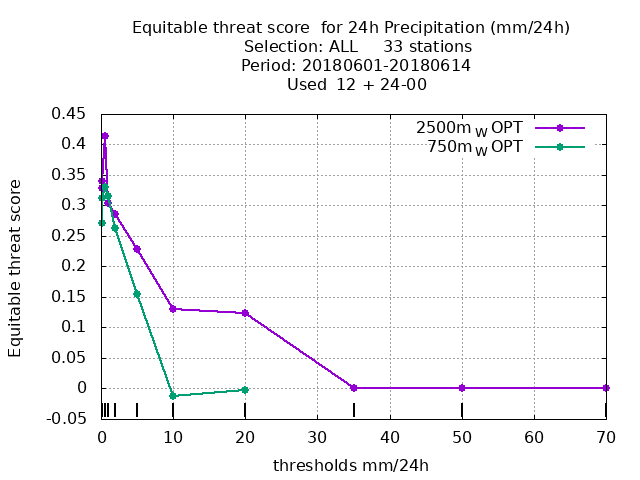 Equitable threat score  for 24h Precipitation (mm/24h)
Selection: ALL     33 stations
Period: 20180601-20180614
Used  12 + 24-00
2500m W OPT
750m W OPT
Equitable threat score
0.45
0.4
0.35
0.3
0.25
0.2
0.15
0.1
0.05
0
-0.05
0 10 20 30 40 50 60 70
thresholds mm/24h